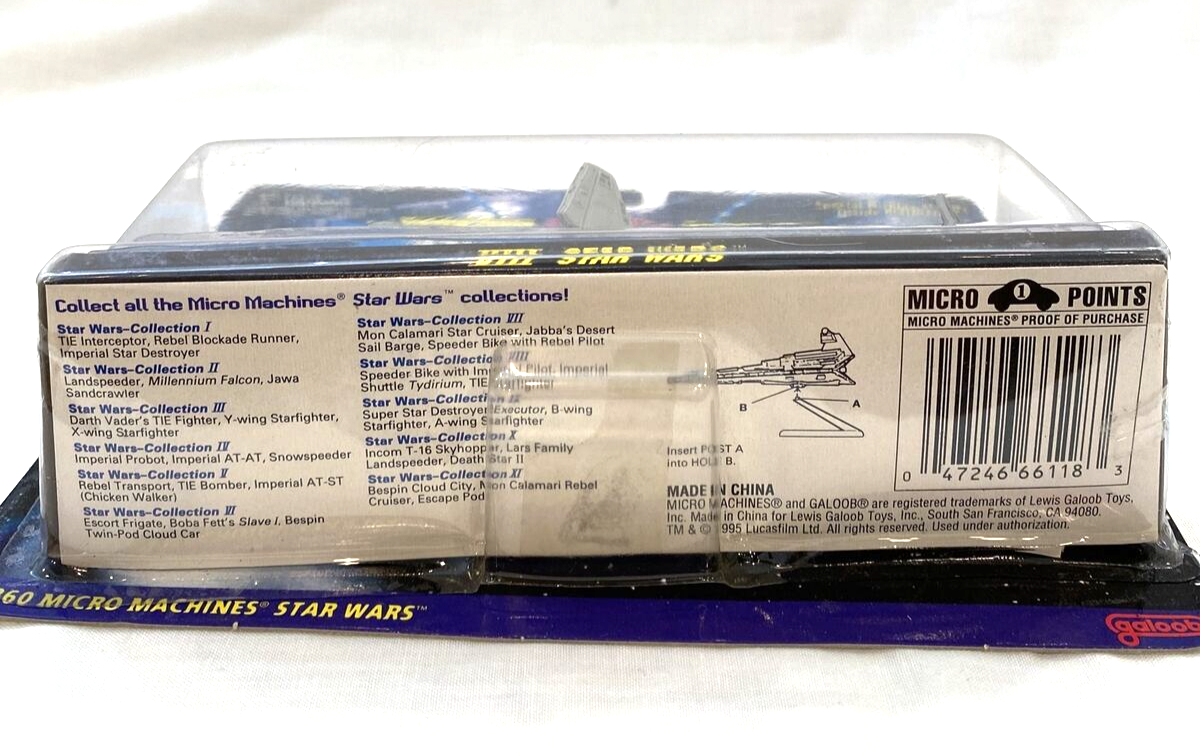 VIII STAR WARS™
Collect all the Micro Machines® Star Wars™ collections!
Star Wars–Collection I
TIE Interceptor, Rebel Blockade Runner,
Imperial Star Destroyer
Star Wars–Collection II
Landspeeder, Millennium Falcon, Jawa
Sandcrawler
Star Wars–Collection III
Darth Vader's TIE Fighter, Y-wing Starfighter,
X-wing Starfighter
Star Wars–Collection IV
Imperial Probot, Imperial AT-AT, Snowspeeder
Star Wars–Collection V
Rebel Transport, TIE Bomber, Imperial AT-ST
(Chicken Walker)
Star Wars–Collection VI
Escort Frigate, Boba Fett's Slave I, Bespin
Twin-Pod Cloud Car
Star Wars–Collection VII
Mon Calamari Star Cruiser, Jabba's Desert
Sail Barge, Speeder Bike with Rebel Pilot
Star Wars–Collection VIII
Speeder Bike with Imperial Pilot, Imperial
Shuttle Tydirium, TIE Starfighter
Star Wars–Collection IX
Super Star Destroyer Executor, B-wing
Starfighter, A-wing Starfighter
Star Wars–Collection X
Incom T-16 Skyhopper, Lars Family
Landspeeder, Death Star II
Star Wars–Collection XI
Bespin Cloud City, Mon Calamari Rebel
Cruiser, Escape Pod
B
A
Insert POST A
into HOLE B.
MADE IN CHINA
MICRO MACHINES® and GALOOB® are registered trademarks of Lewis Galoob Toys,
Inc. Made in China for Lewis Galoob Toys, Inc., South San Francisco, CA 94080.
TM & © 1995 Lucasfilm Ltd. All rights reserved. Used under authorization.
MICRO 1 POINTS
MICRO MACHINES® PROOF OF PURCHASE
0 47246 66118 3
MICRO MACHINES® STAR WARS™
galoob